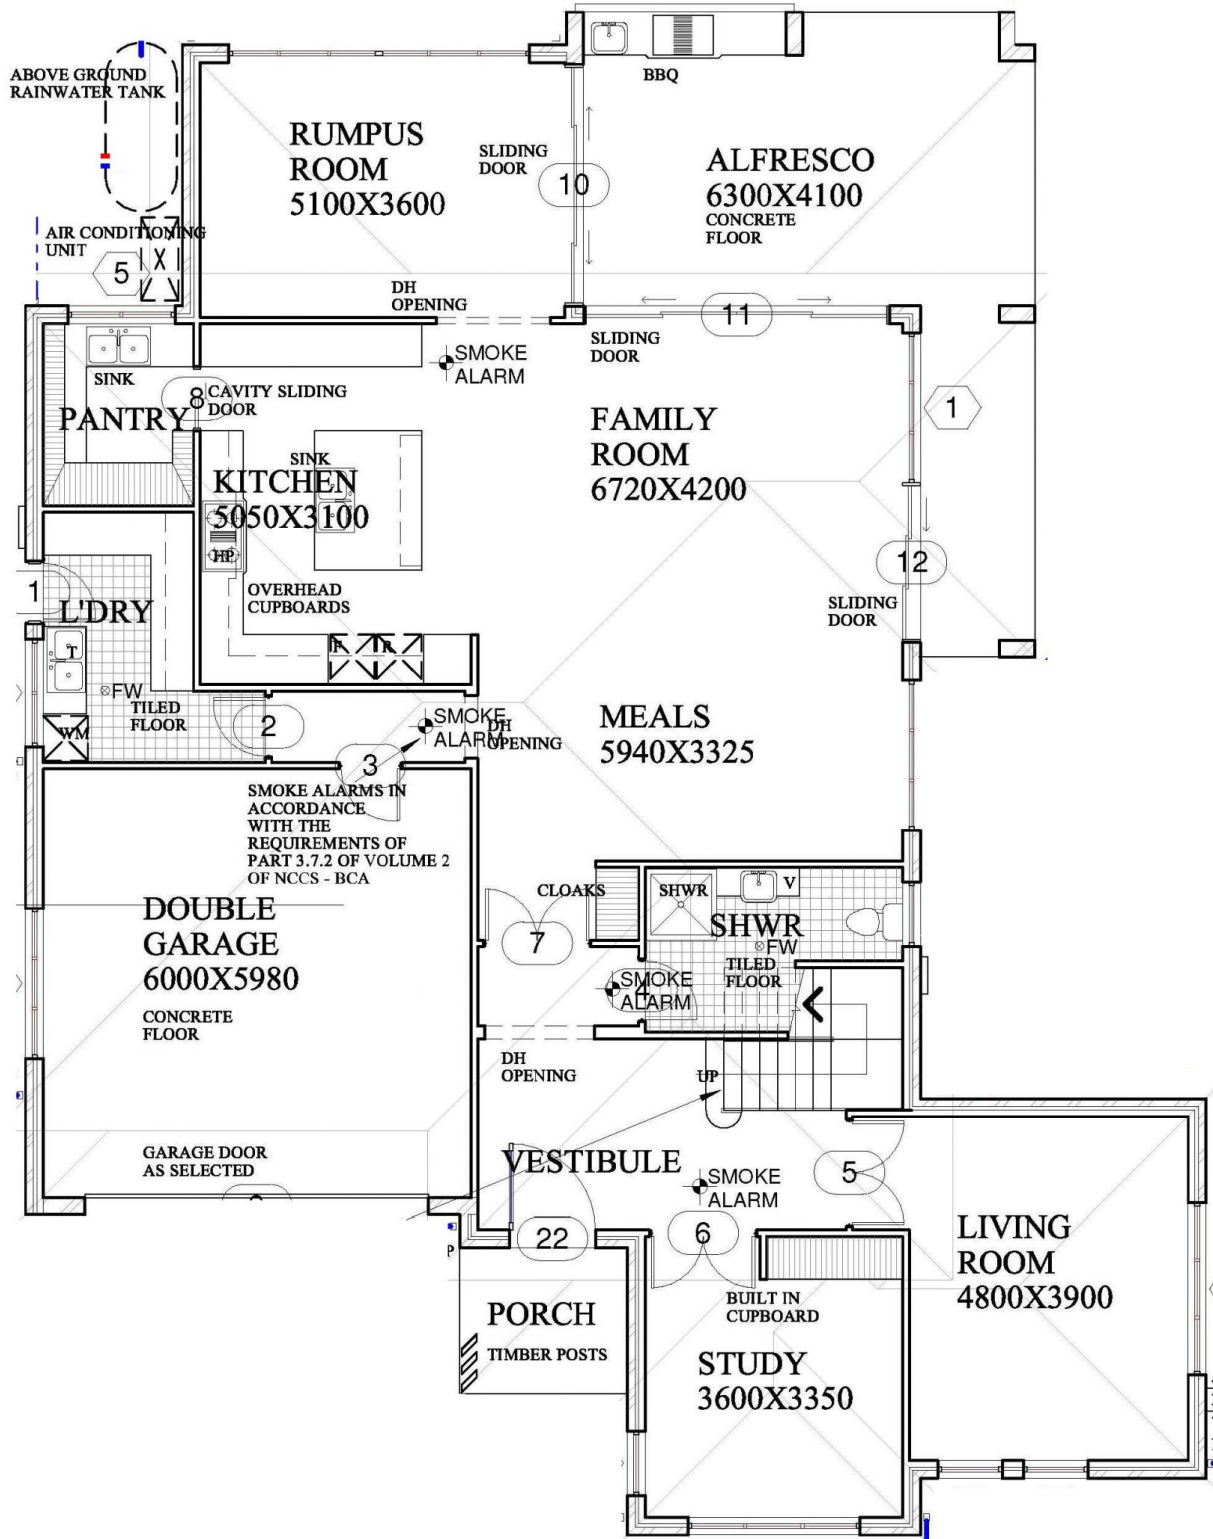 ABOVE GROUND
RAINWATER TANK
AIR CONDITIONING
UNIT
5
RUMPUS
ROOM
5100X3600
SLIDING
DOOR
10
BBQ
ALFRESCO
6300X4100
CONCRETE
FLOOR
DH
OPENING
11
SLIDING
DOOR
SMOKE
ALARM
SINK
8
CAVITY SLIDING
DOOR
PANTRY
1
FAMILY
ROOM
6720X4200
SINK
KITCHEN
5050X3100
HP
OVERHEAD
CUPBOARDS
F
R
12
SLIDING
DOOR
1
L'DRY
T
FW
TILED
FLOOR
WM
2
SMOKE
ALARM
DH
OPENING
3
MEALS
5940X3325
SMOKE ALARMS IN
ACCORDANCE
WITH THE
REQUIREMENTS OF
PART 3.7.2 OF VOLUME 2
OF NCCS - BCA
DOUBLE
GARAGE
6000X5980
CONCRETE
FLOOR
CLOAKS
7
SHWR
V
SHWR
FW
TILED
FLOOR
SMOKE
ALARM
4
DH
OPENING
UP
GARAGE DOOR
AS SELECTED
VESTIBULE
SMOKE
ALARM
5
6
22
P
LIVING
ROOM
4800X3900
PORCH
TIMBER POSTS
BUILT IN
CUPBOARD
STUDY
3600X3350